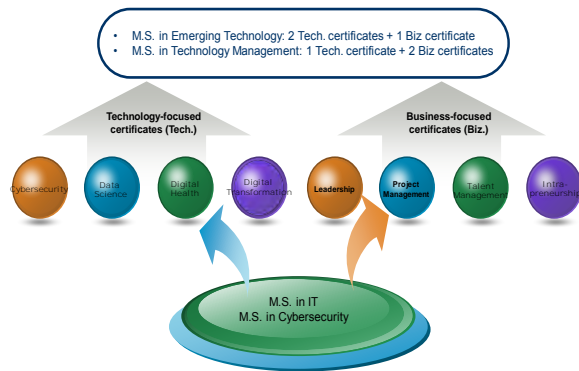 • M.S. in Emerging Technology: 2 Tech. certificates + 1 Biz certificate
• M.S. in Technology Management: 1 Tech. certificate + 2 Biz certificates
Technology-focused
certificates (Tech.)
Business-focused
certificates (Biz.)
Cybersecurity
Data
Science
Digital
Health
Digital
Transformation
Leadership
Project
Management
Talent
Management
Intra-
preneurship
M.S. in IT
M.S. in Cybersecurity